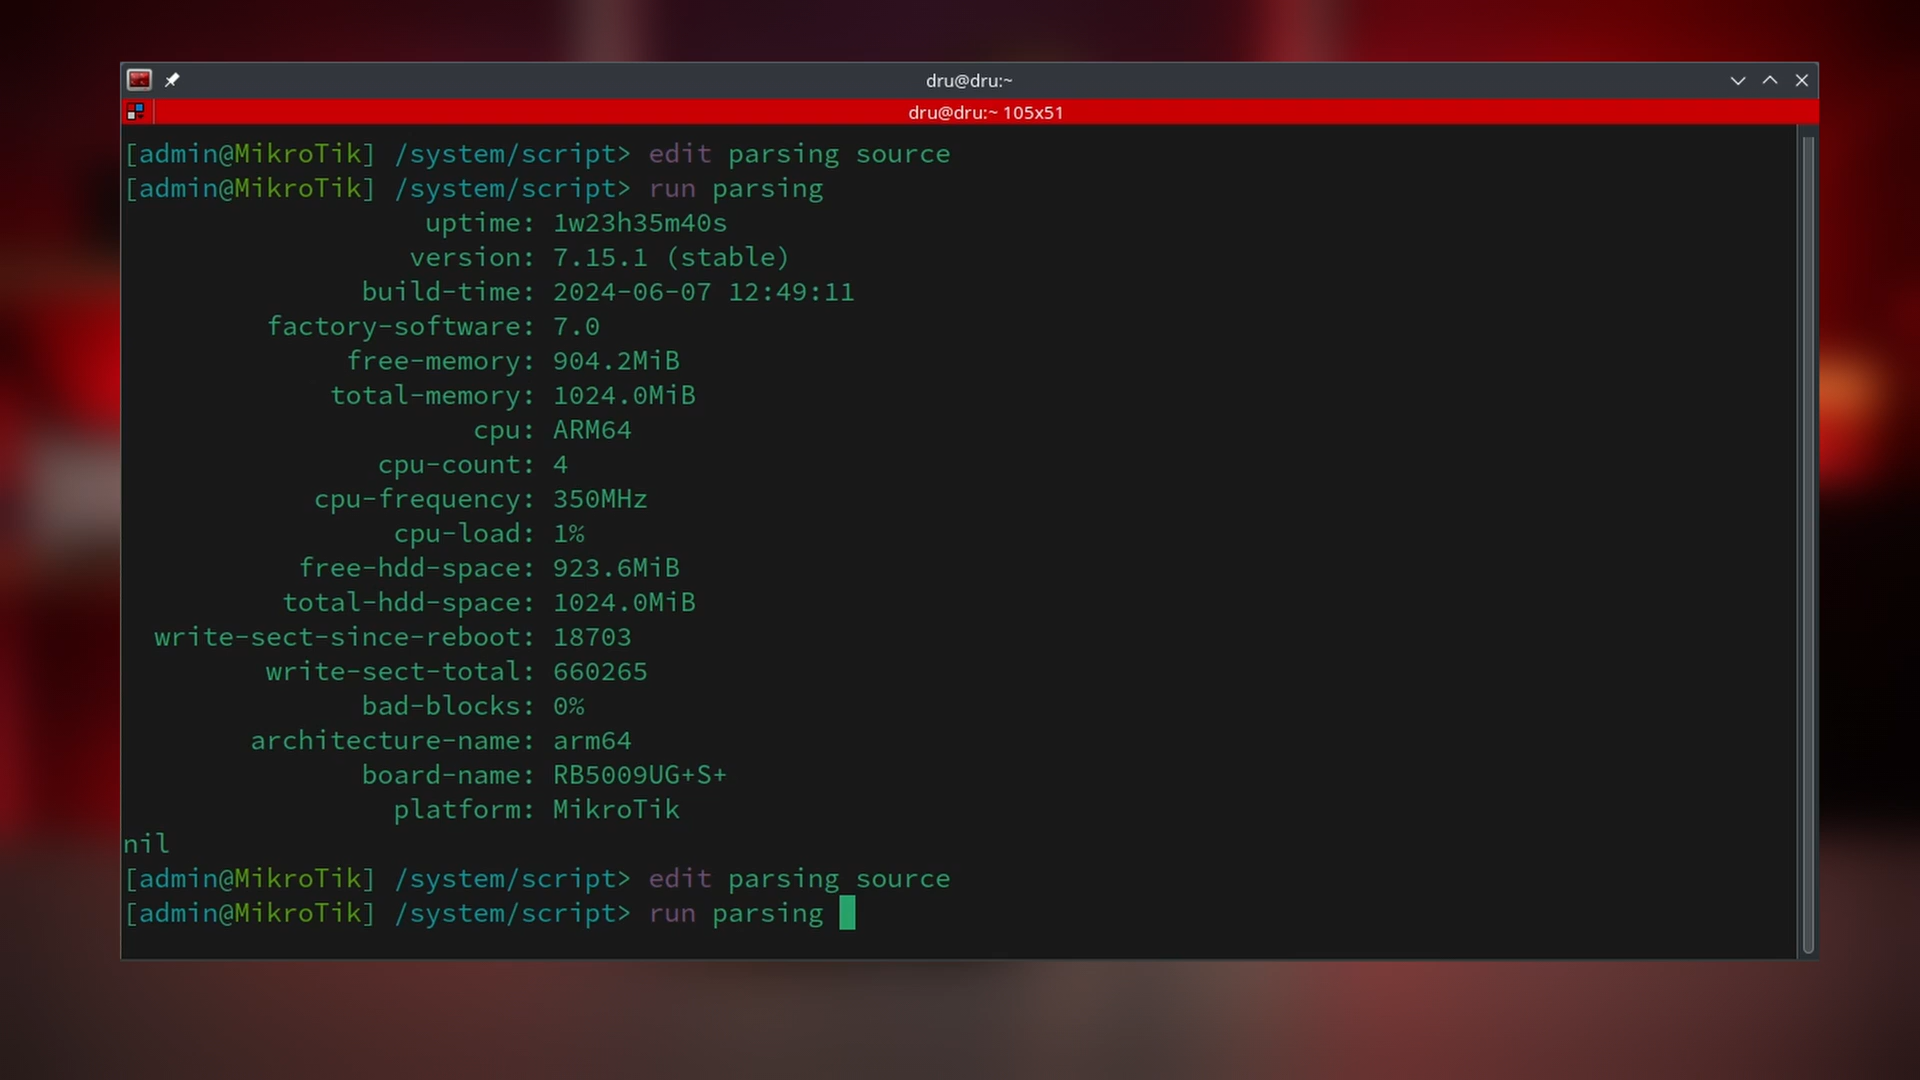 dru@dru:~
dru@dru:~ 105x51
[admin@MikroTik] /system/script> edit parsing source
[admin@MikroTik] /system/script> run parsing
uptime: 1w23h35m40s
version: 7.15.1 (stable)
build-time: 2024-06-07 12:49:11
factory-software: 7.0
free-memory: 904.2MiB
total-memory: 1024.0MiB
cpu: ARM64
cpu-count: 4
cpu-frequency: 350MHz
cpu-load: 1%
free-hdd-space: 923.6MiB
total-hdd-space: 1024.0MiB
write-sect-since-reboot: 18703
write-sect-total: 660265
bad-blocks: 0%
architecture-name: arm64
board-name: RB5009UG+S+
platform: MikroTik
nil
[admin@MikroTik] /system/script> edit parsing source
[admin@MikroTik] /system/script> run parsing